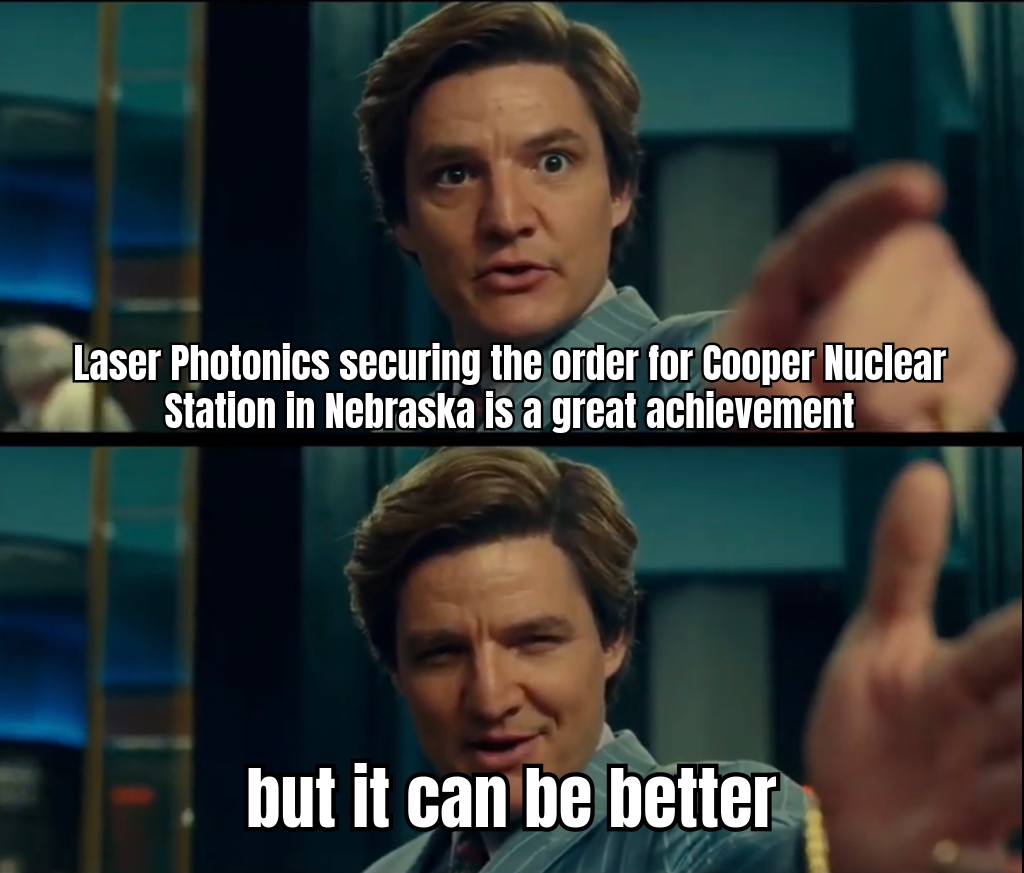 Laser Photonics securing the order for Cooper Nuclear
Station in Nebraska is a great achievement
but it can be better